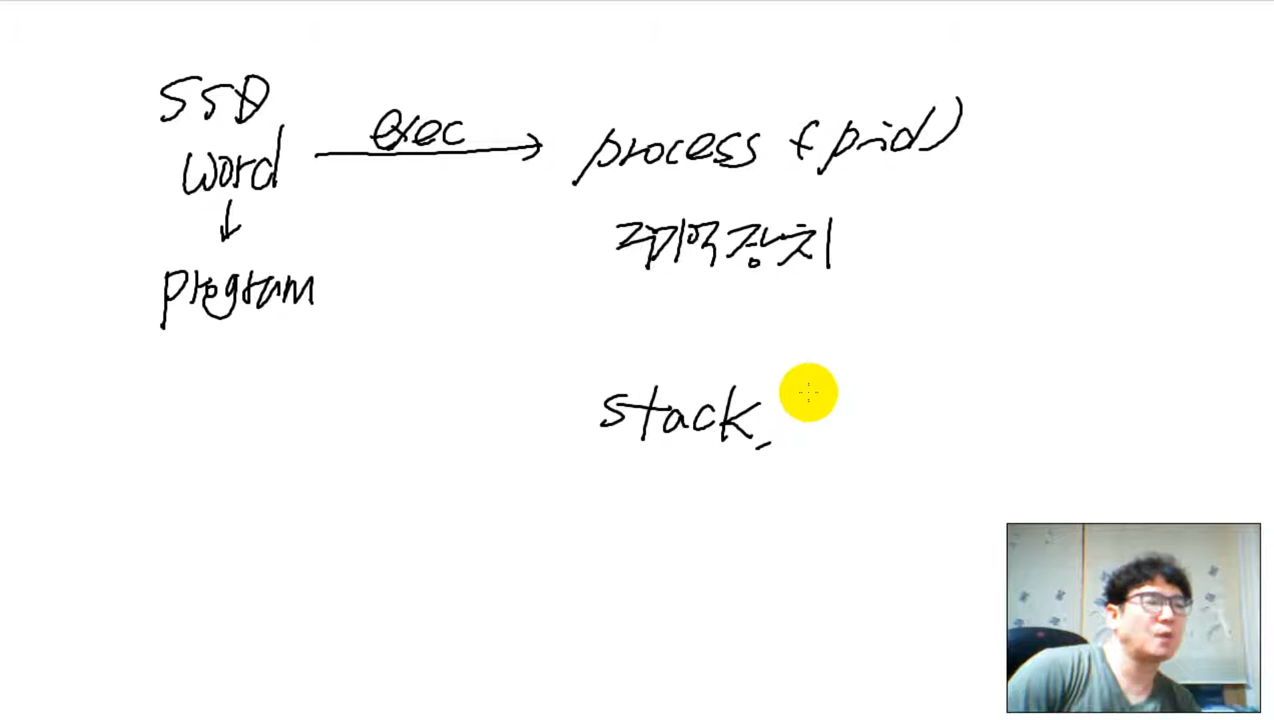 SSD
word
exec
process (pid)
↓
program
주기억장치
stack,